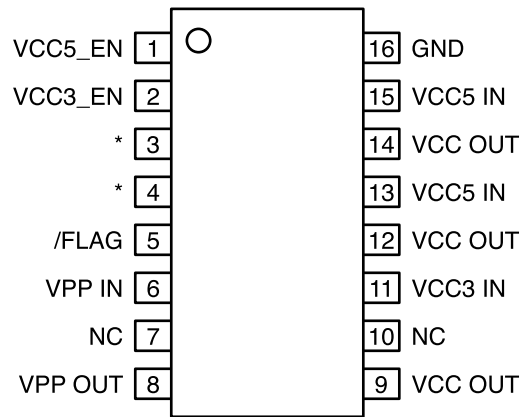 VCC5_EN 1 16 GND
VCC3_EN 2 15 VCC5 IN
* 3 14 VCC OUT
* 4 13 VCC5 IN
/FLAG 5 12 VCC OUT
VPP IN 6 11 VCC3 IN
NC 7 10 NC
VPP OUT 8 9 VCC OUT